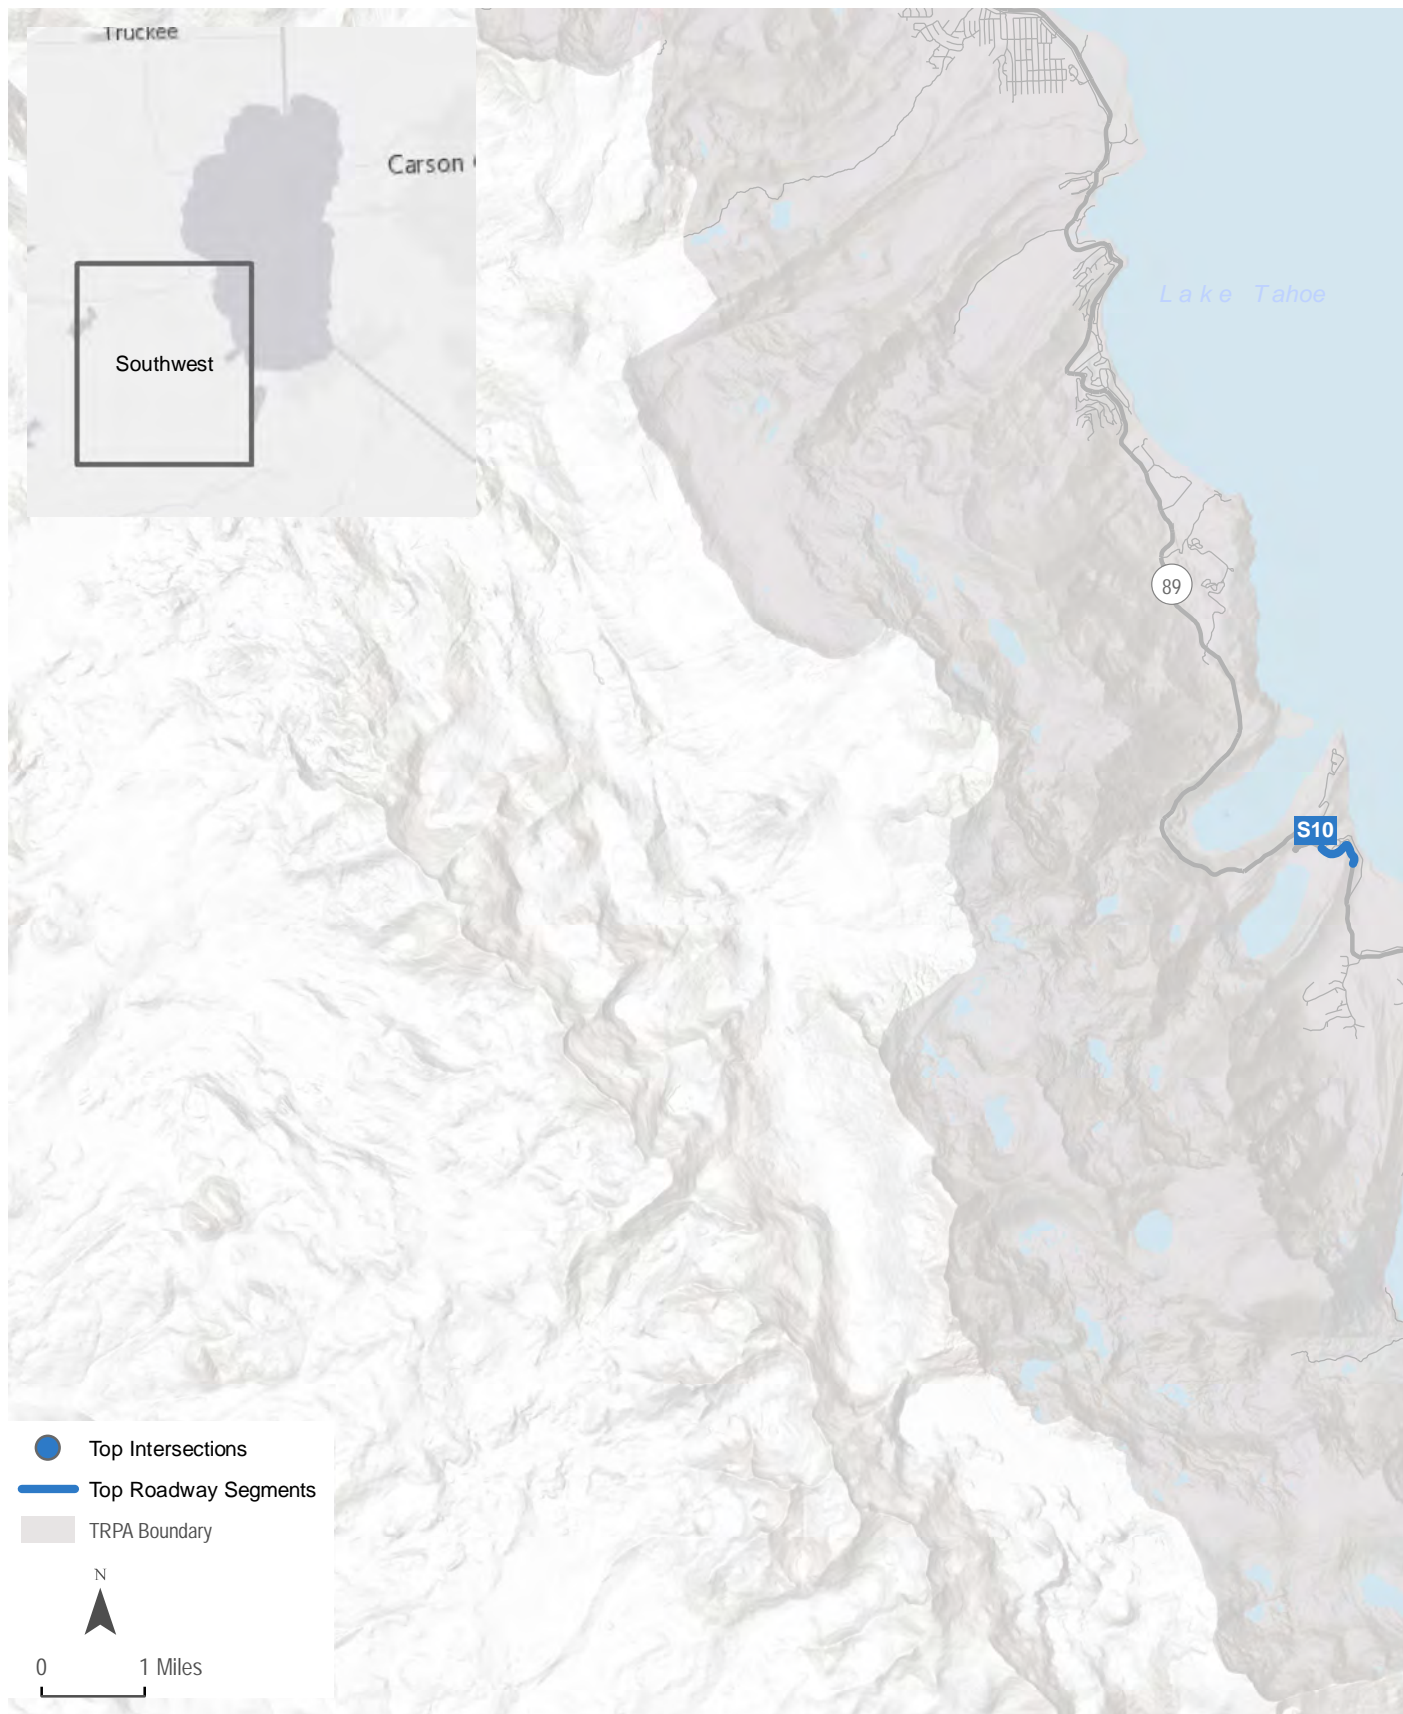 Truckee
Carson
Southwest
Lake Tahoe
89
S10
Top Intersections
Top Roadway Segments
TRPA Boundary
N
0 1 Miles